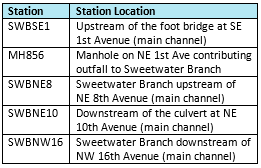 Station Station Location
SWBSE1 Upstream of the foot bridge at SE
1st Avenue (main channel)
MH856 Manhole on NE 1st Ave contributing
outfall to Sweetwater Branch
SWBNE8 Sweetwater Branch upstream of
NE 8th Avenue (main channel)
SWBNE10 Downstream of the culvert at NE
10th Avenue (main channel)
SWBNW16 Sweetwater Branch downstream of
NW 16th Avenue (main channel)